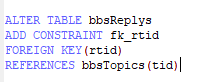 ALTER TABLE bbsReplys
ADD CONSTRAINT fk_rtid
FOREIGN KEY(rtid)
REFERENCES bbsTopics(tid)